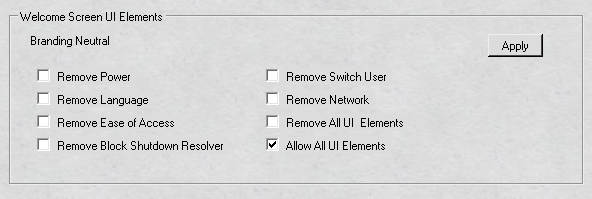 Welcome Screen UI Elements
Branding Neutral
Apply
Remove Power
Remove Switch User
Remove Language
Remove Network
Remove Ease of Access
Remove All UI Elements
Remove Block Shutdown Resolver
Allow All UI Elements